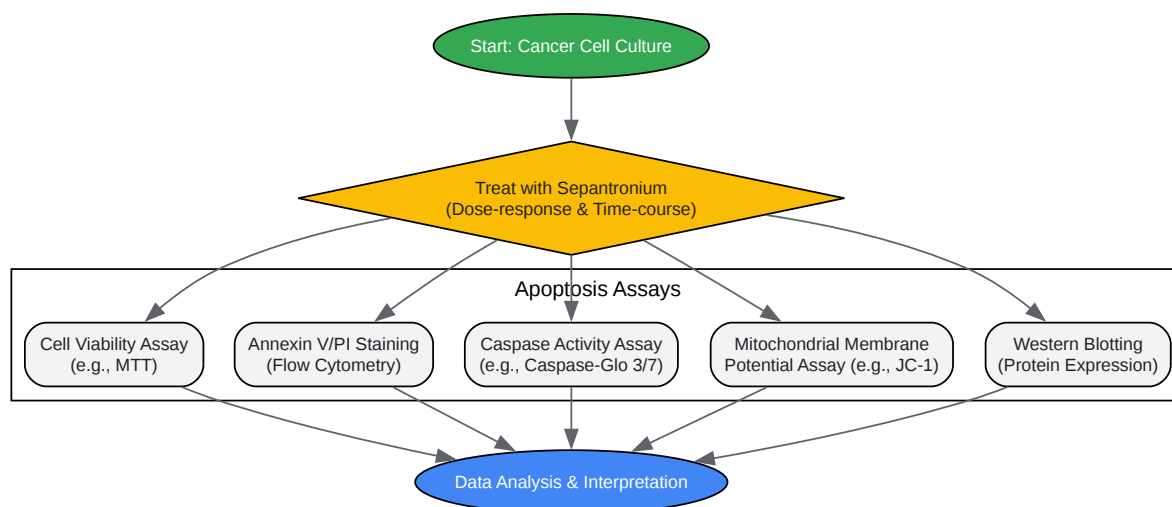 Start: Cancer Cell Culture
Treat with Sepantronium
(Dose-response & Time-course)
Apoptosis Assays
Cell Viability Assay
(e.g., MTT)
Annexin V/PI Staining
(Flow Cytometry)
Caspase Activity Assay
(e.g., Caspase-Glo 3/7)
Mitochondrial Membrane
Potential Assay (e.g., JC-1)
Western Blotting
(Protein Expression)
Data Analysis & Interpretation